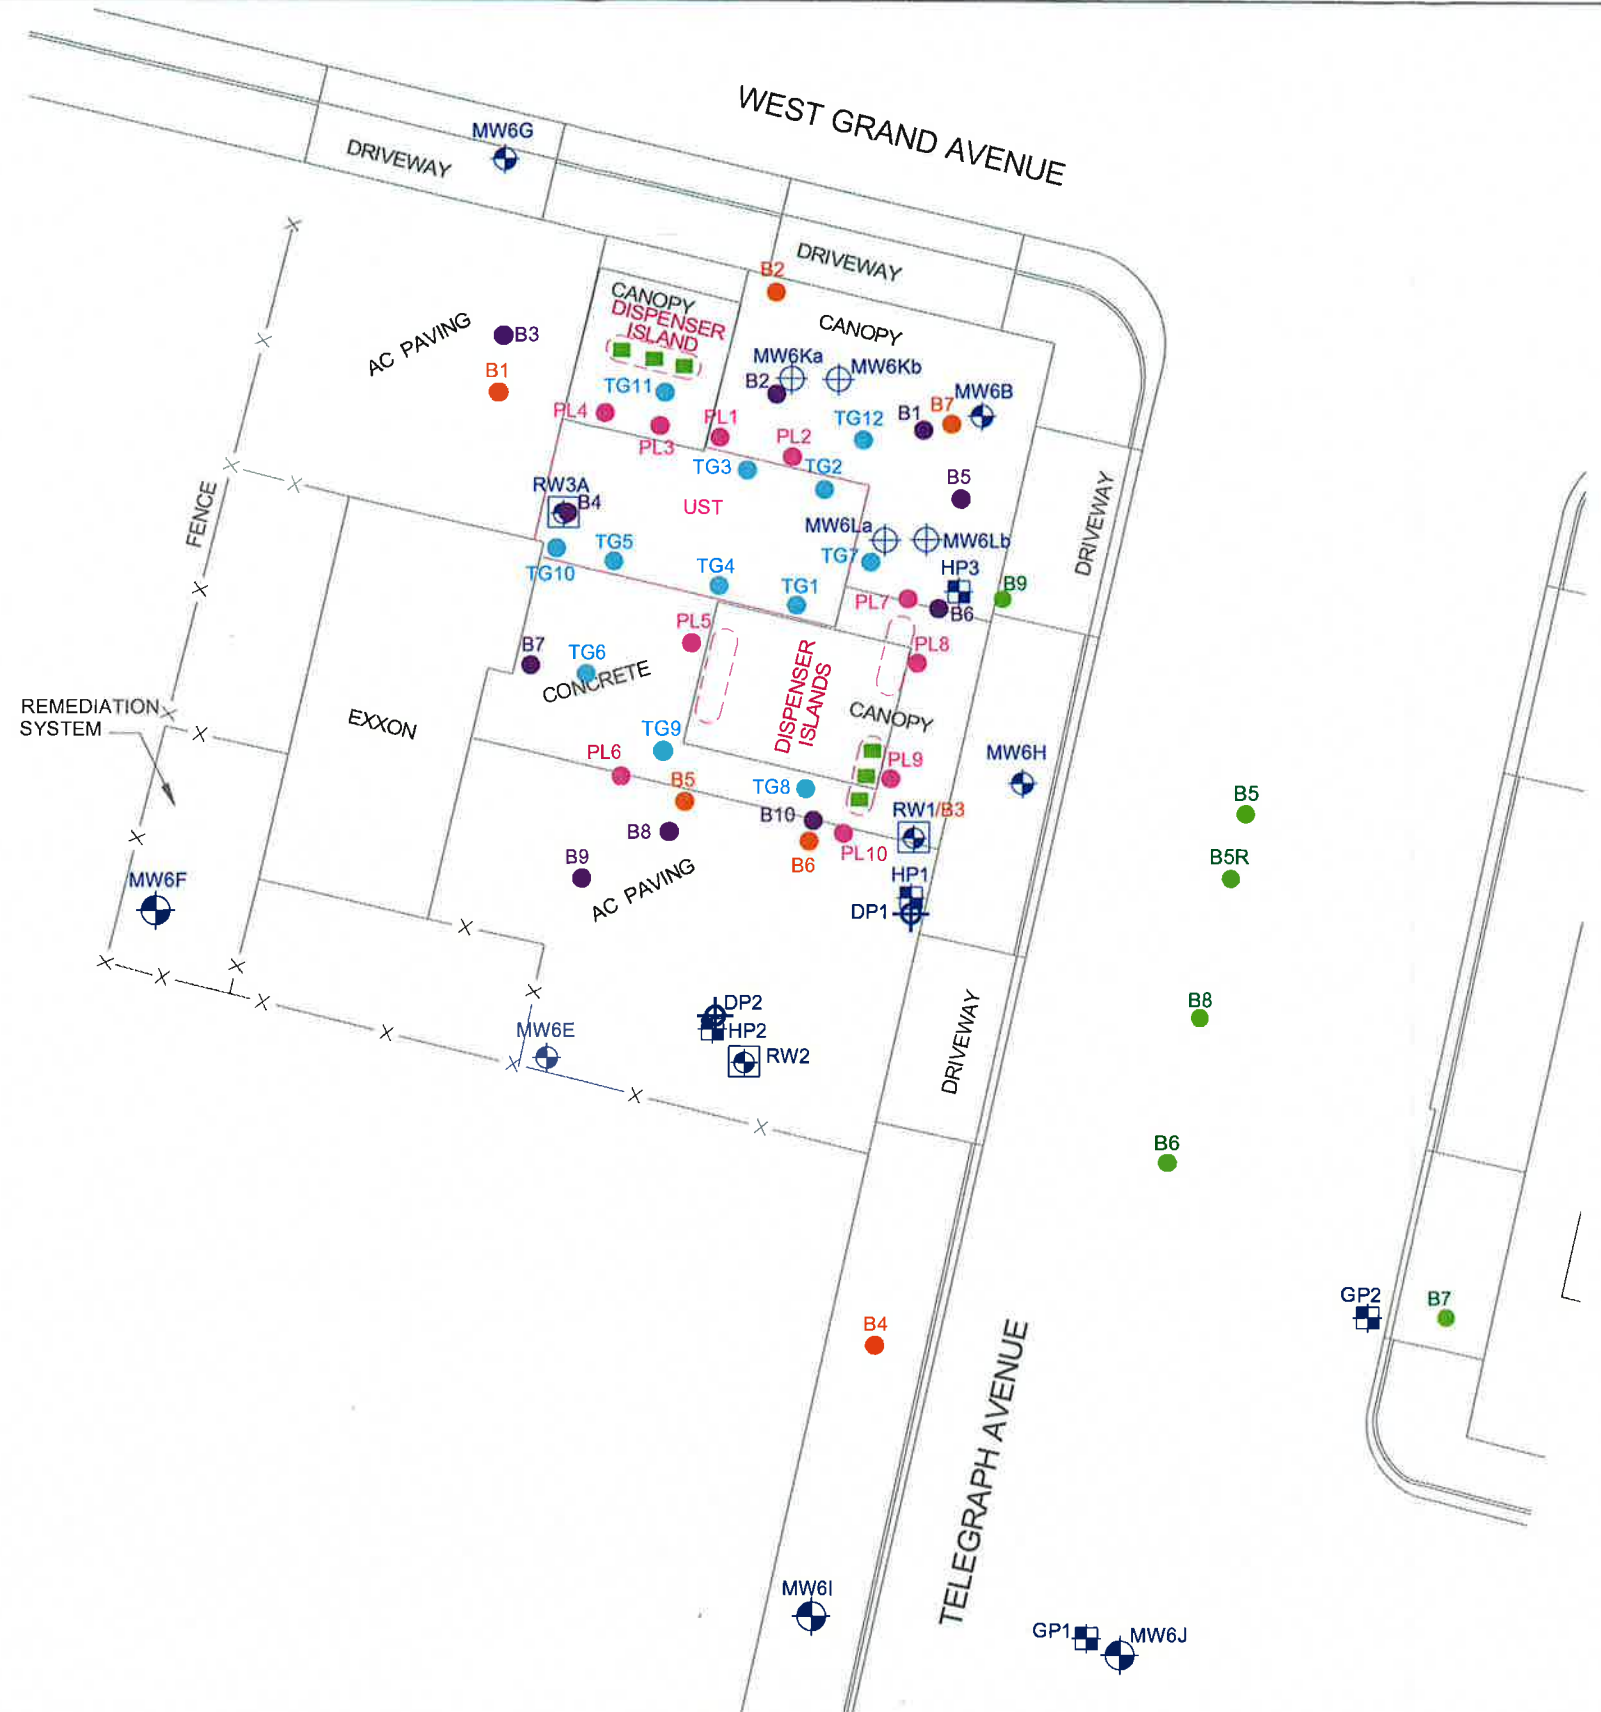 WEST GRAND AVENUE
MW6G
DRIVEWAY
DRIVEWAY
B2
CANOPY
DISPENSER
ISLAND
CANOPY
AC PAVING
B3
B1
MW6Ka
MW6Kb
B2
TG11
MW6B
B7
B1
PL4
PL3
PL1
PL2
TG12
TG3
TG2
B5
DRIVEWAY
RW3A
B4
UST
FENCE
MW6La
MW6Lb
TG10
TG5
TG4
TG1
TG7
HP3
B9
PL7
B6
PL5
PL8
B7
TG6
CONCRETE
DISPENSER
ISLANDS
CANOPY
REMEDIATION
SYSTEM
EXXON
TG9
PL6
B5
TG8
PL9
MW6H
B10
RW1/B3
B8
B6
PL10
B5
B5R
B9
AC PAVING
HP1
DP1
MW6F
DP2
HP2
RW2
MW6E
DRIVEWAY
B8
B6
GP2
B7
B4
TELEGRAPH AVENUE
MW6I
GP1
MW6J